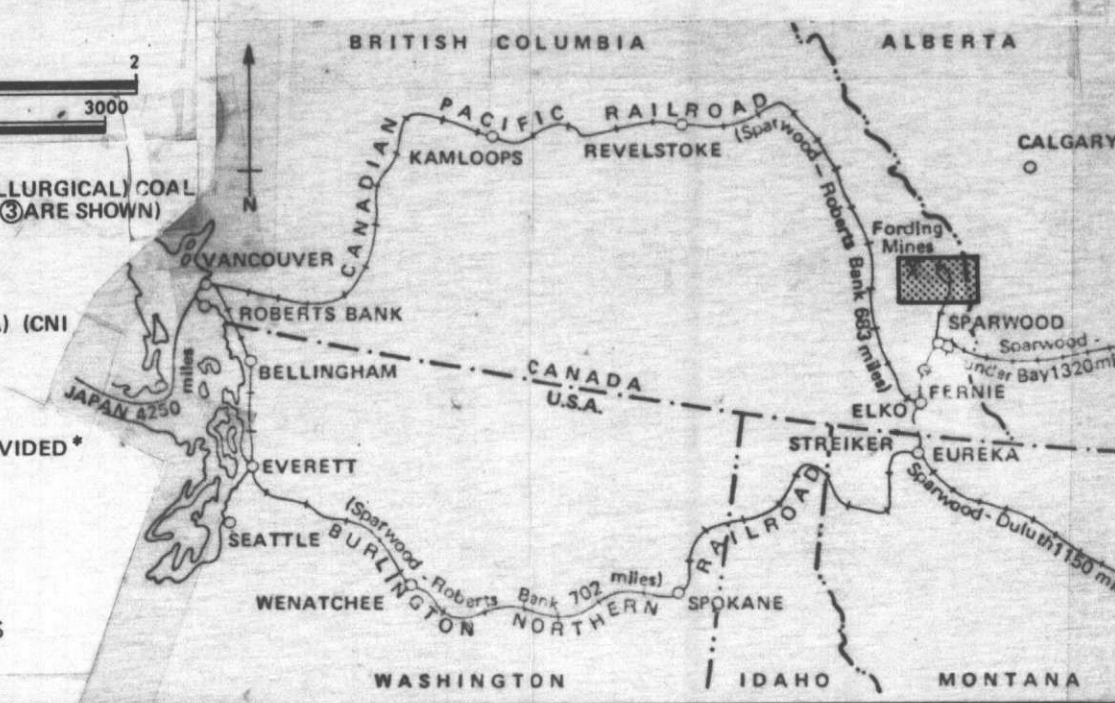 2
3000
LLURGICAL) COAL
③ ARE SHOWN)
) (CNI
VIDED*
S
BRITISH COLUMBIA
ALBERTA
N
CANADIAN PACIFIC RAILROAD
(Sparwood - Roberts Bank 683 miles)
KAMLOOPS
REVELSTOKE
CALGARY
Fording
Mines
VANCOUVER
ROBERTS BANK
SPARWOOD
Sparwood -
under Bay 1320 m
BELLINGHAM
CANADA
U.S.A.
JAPAN 4250 miles
FERNIE
ELKO
STREIKER
EUREKA
EVERETT
Sparwood - Duluth 1150 m
SEATTLE
(Sparwood - Roberts Bank 702 miles)
BURLINGTON NORTHERN RAILROAD
WENATCHEE
SPOKANE
WASHINGTON
IDAHO
MONTANA